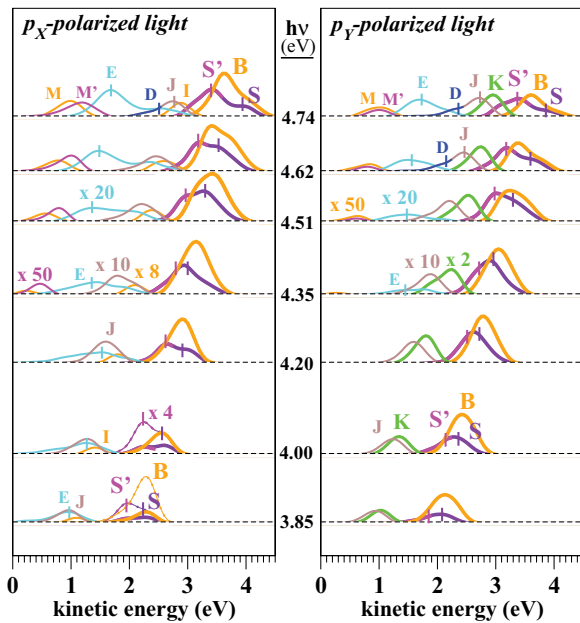 p_X-polarized light
hν
(eV)
p_Y-polarized light
M M' E D J I S' B S
4.74
M M' E D J K S' B S
4.62
D J
x 20
4.51
x 50 x 20
x 50 E x 10 x 8
4.35
E x 10 x 2
J
4.20
I x 4
4.00
J K S' B S
E J S' B S
3.85
0 1 2 3 4
0 1 2 3 4
kinetic energy (eV)
kinetic energy (eV)